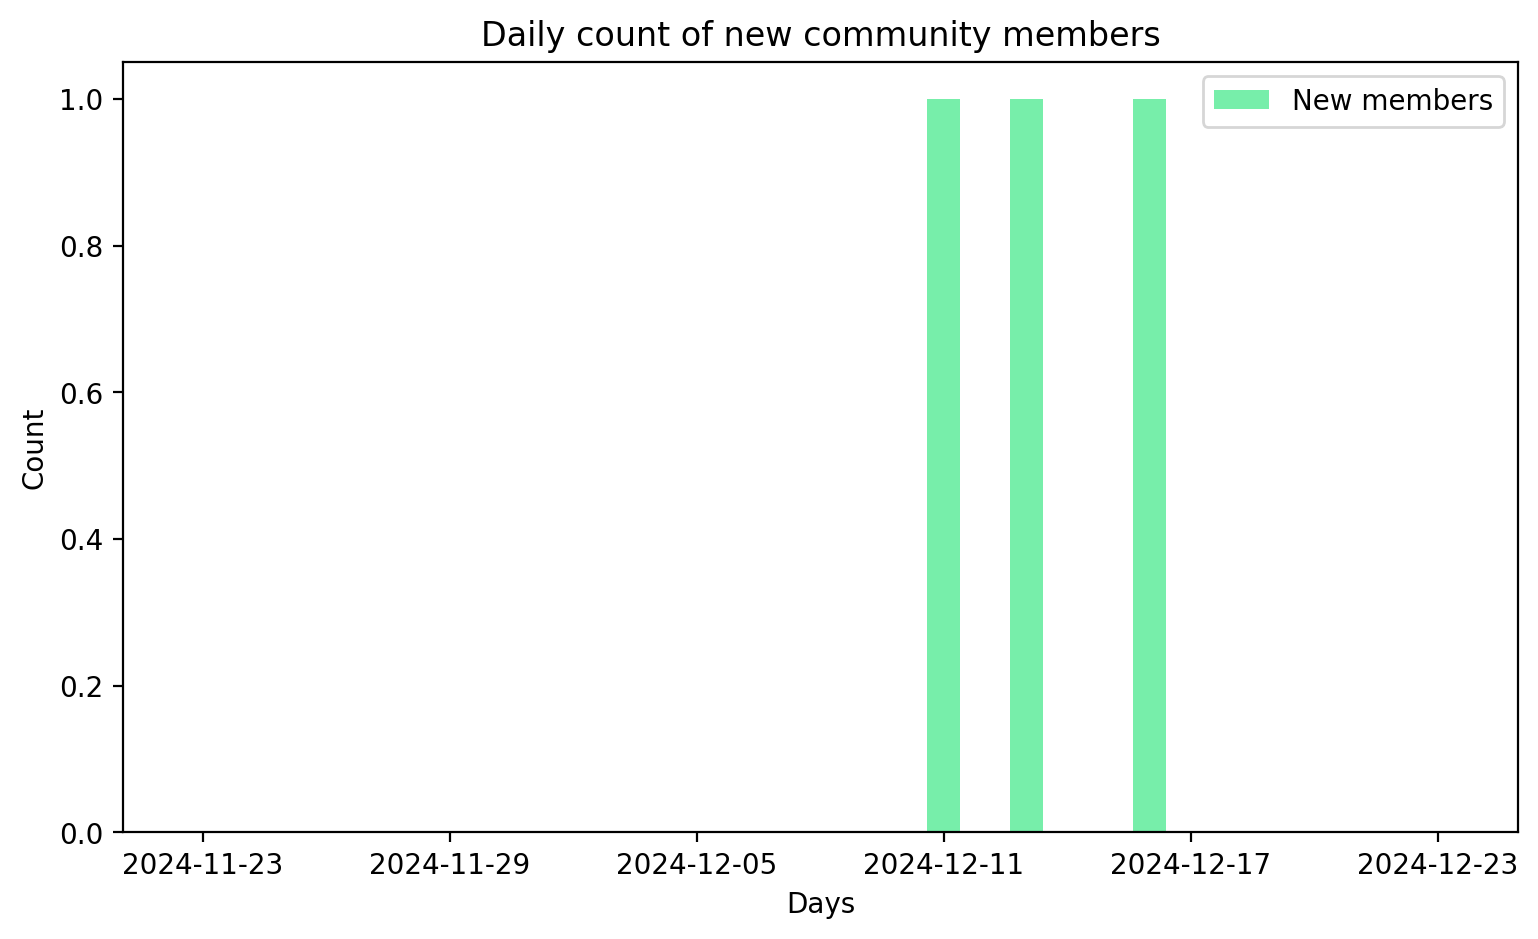 Daily count of new community members
New members
1.0
0.8
0.6
0.4
0.2
0.0
Count
2024-11-23 2024-11-29 2024-12-05 2024-12-11 2024-12-17 2024-12-23
Days